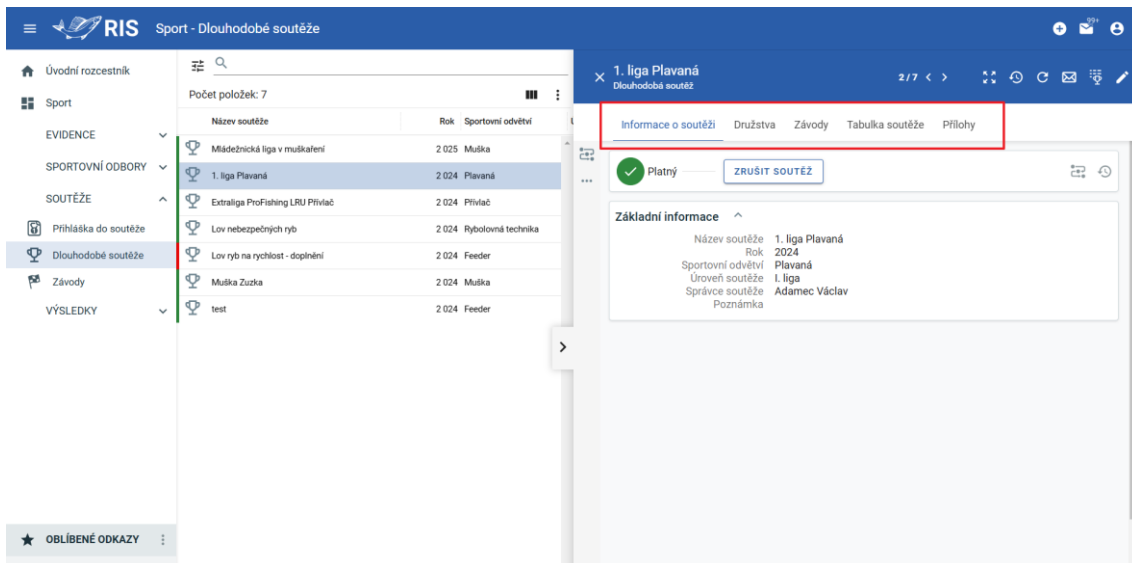 RIS Sport - Dlouhodobé soutěže
99+
Úvodní rozcestník
Sport
EVIDENCE
SPORTOVNÍ ODBORY
SOUTĚŽE
Přihláška do soutěže
Dlouhodobé soutěže
Závody
VÝSLEDKY
OBLÍBENÉ ODKAZY
Počet položek: 7
Název soutěže Rok Sportovní odvětví
Mládežnická liga v muškaření 2 025 Muška
1. liga Plavaná 2 024 Plavaná
Extraliga ProFishing LRU Přívlač 2 024 Přívlač
Lov nebezpečných ryb 2 024 Rybolovná technika
Lov ryb na rychlost - doplnění 2 024 Feeder
Muška Zuzka 2 024 Muška
test 2 024 Feeder
1. liga Plavaná
Dlouhodobá soutěž
2/7
Informace o soutěži Družstva Závody Tabulka soutěže Přílohy
Platný ZRUŠIT SOUTĚŽ
Základní informace
Název soutěže 1. liga Plavaná
Rok 2024
Sportovní odvětví Plavaná
Úroveň soutěže I. liga
Správce soutěže Adamec Václav
Poznámka